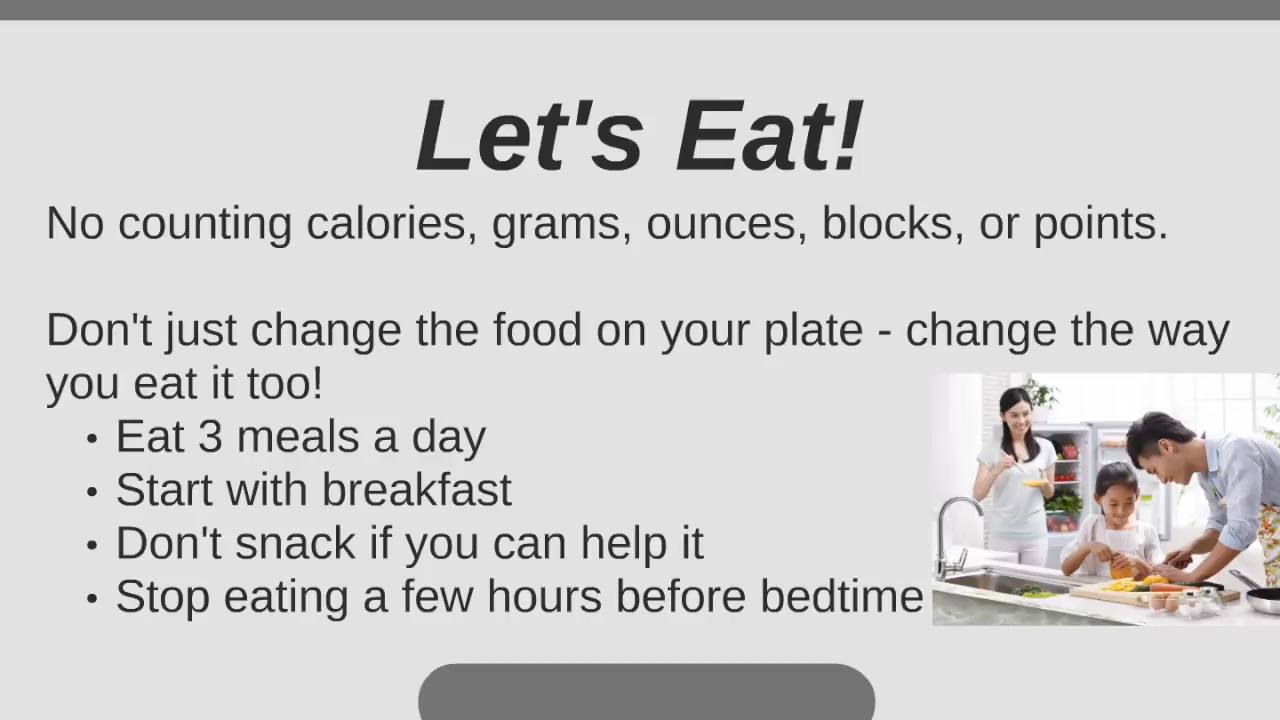 Let's Eat!
No counting calories, grams, ounces, blocks, or points.
Don't just change the food on your plate - change the way
you eat it too!
• Eat 3 meals a day
• Start with breakfast
• Don't snack if you can help it
• Stop eating a few hours before bedtime